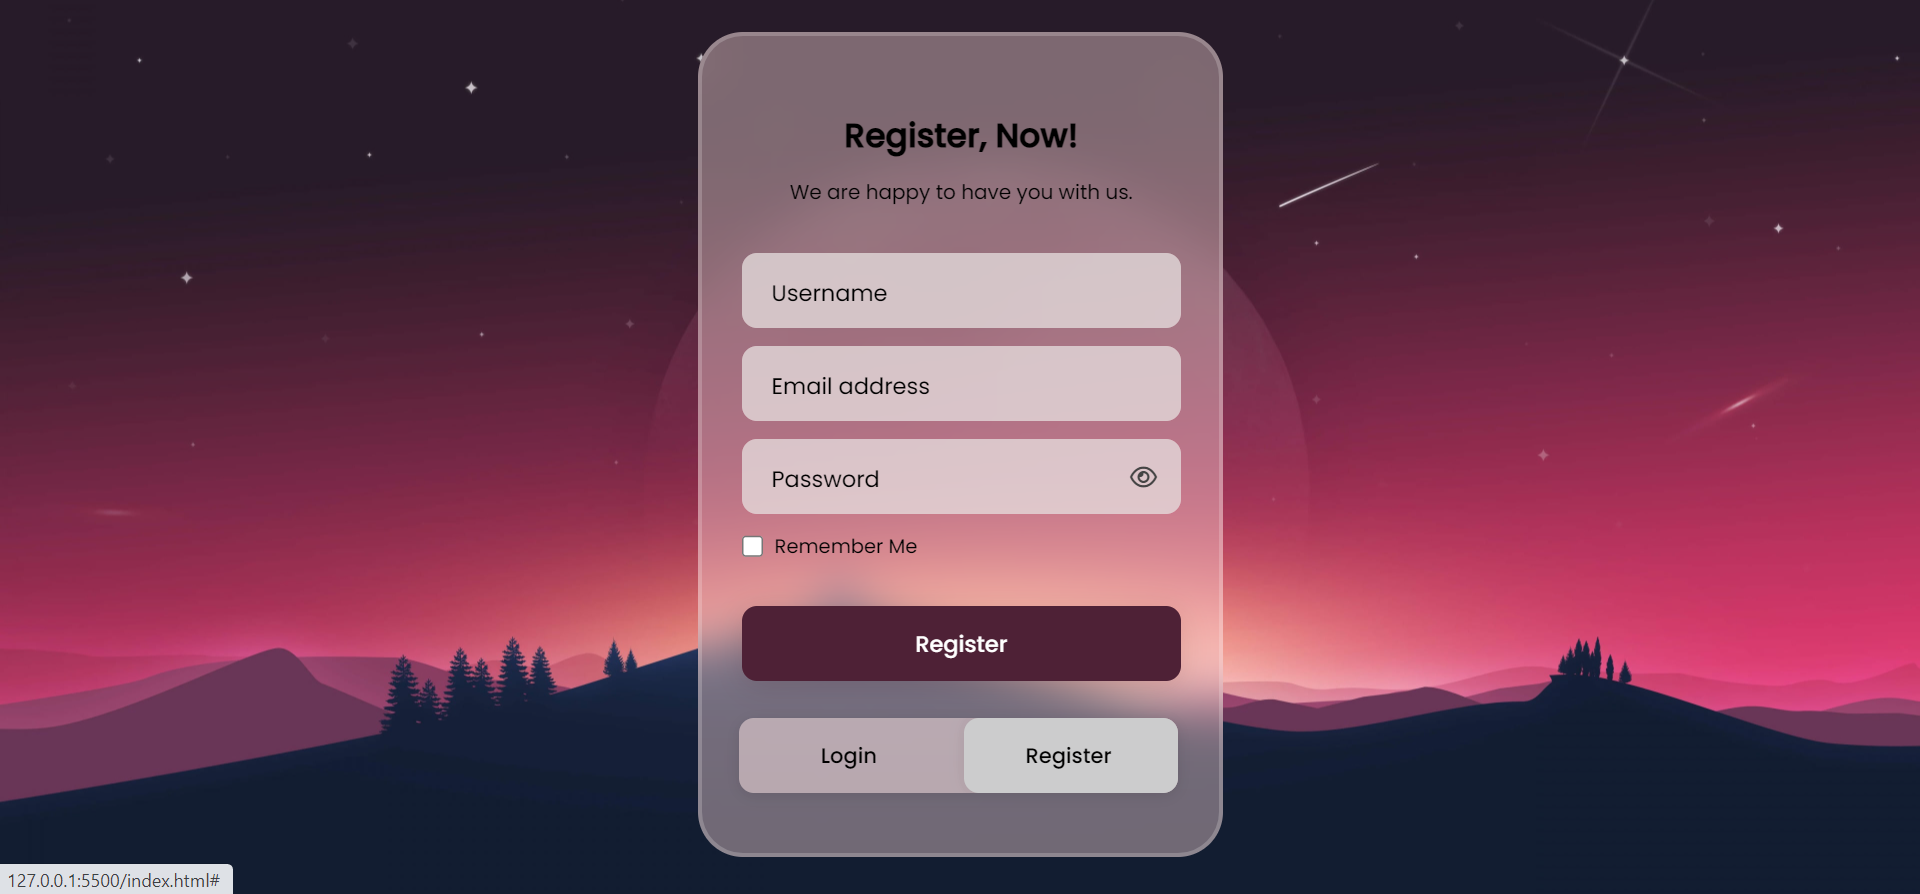 Register, Now!
We are happy to have you with us.
Username
Email address
Password
Remember Me
Register
Login Register
127.0.0.1:5500/index.html#